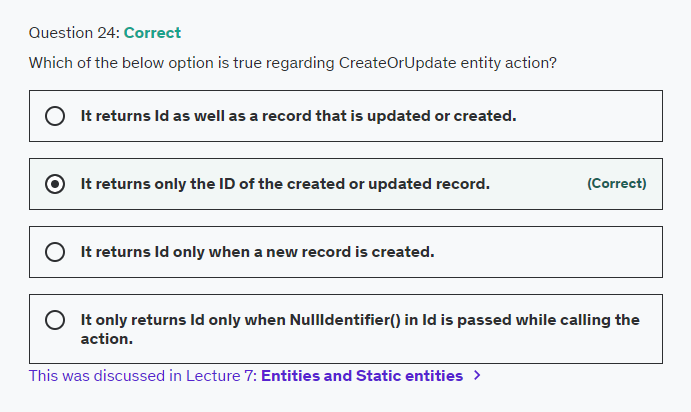 Question 24: Correct
Which of the below option is true regarding CreateOrUpdate entity action?
It returns Id as well as a record that is updated or created.
It returns only the ID of the created or updated record. (Correct)
It returns Id only when a new record is created.
It only returns Id only when NullIdentifier() in Id is passed while calling the
action.
This was discussed in Lecture 7: Entities and Static entities >